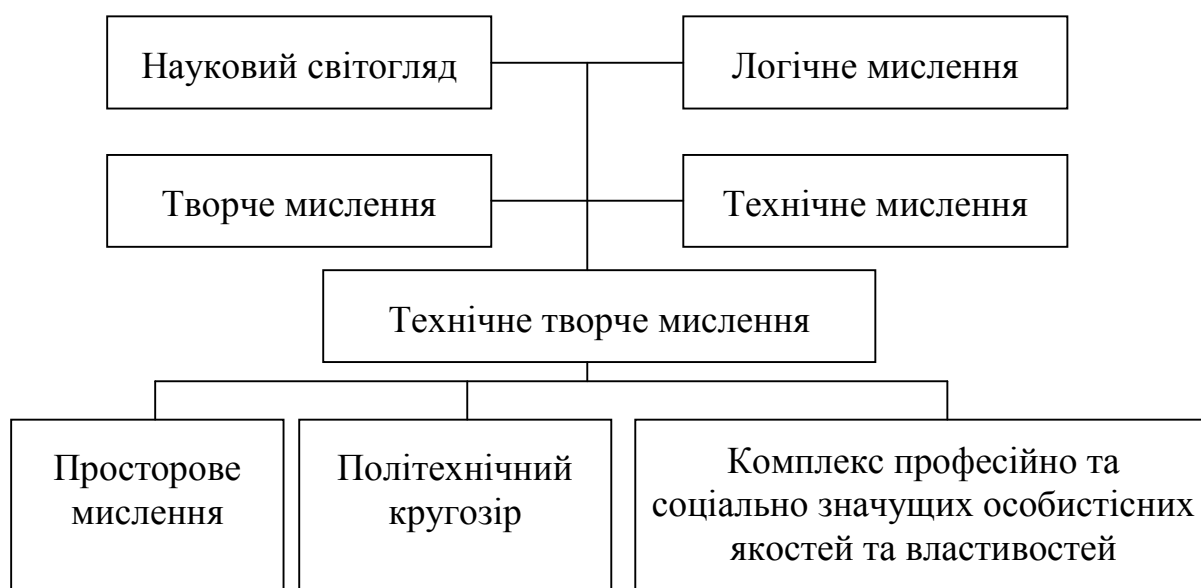 Науковий світогляд
Логічне мислення
Творче мислення
Технічне мислення
Технічне творче мислення
Просторове
мислення
Політехнічний
кругозір
Комплекс професійно та
соціально значущих особистісних
якостей та властивостей